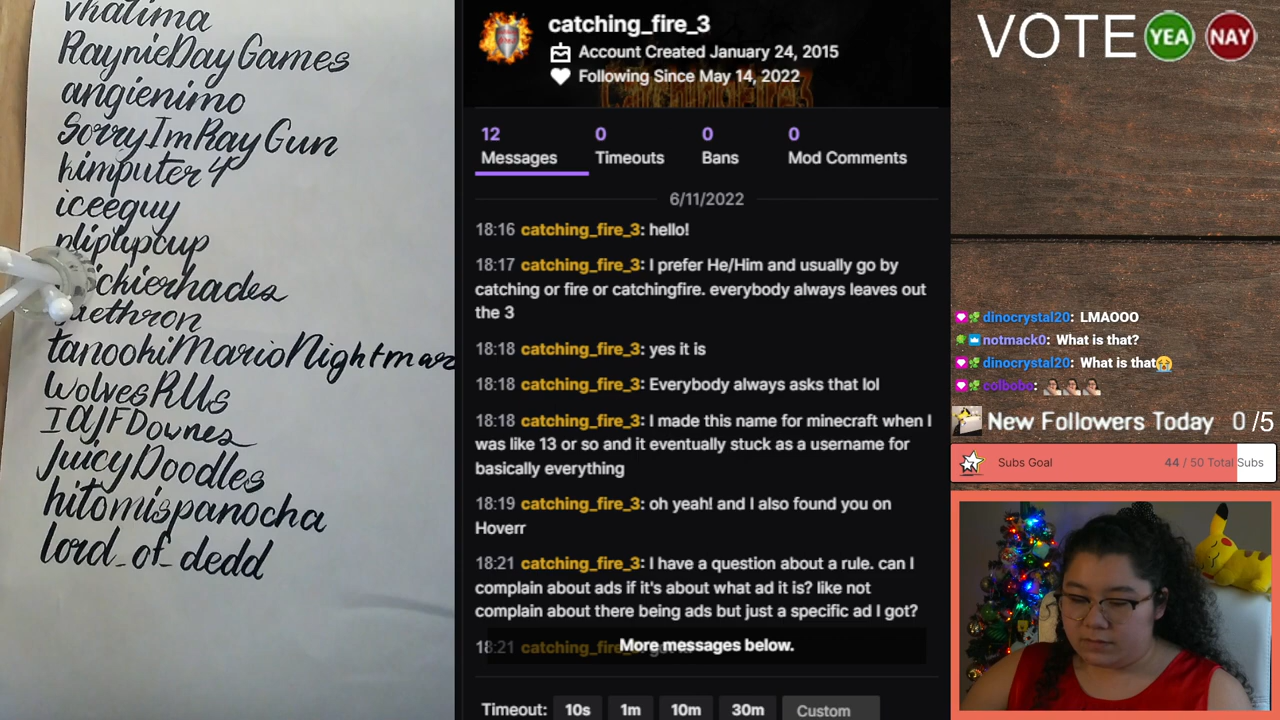 vhatima
RaynieDayGames
angienimo
SorryImRayGun
kimputer4
iceeguy
plipupcup
ickierhades
aethron
tanookiMarioNightmar
WolvesRUs
IAJFDownes
JuicyDoodles
hitomispanocha
lord_of_dedd
catching_fire_3
Account Created January 24, 2015
Following Since May 14, 2022
12 0 0 0
Messages Timeouts Bans Mod Comments
6/11/2022
18:16 catching_fire_3: hello!
18:17 catching_fire_3: I prefer He/Him and usually go by
catching or fire or catchingfire. everybody always leaves out
the 3
18:18 catching_fire_3: yes it is
18:18 catching_fire_3: Everybody always asks that lol
18:18 catching_fire_3: I made this name for minecraft when I
was like 13 or so and it eventually stuck as a username for
basically everything
18:19 catching_fire_3: oh yeah! and I also found you on
Hoverr
18:21 catching_fire_3: I have a question about a rule. can I
complain about ads if it's about what ad it is? like not
complain about there being ads but just a specific ad I got?
18:21 catching_fire More messages below.
Timeout: 10s 1m 10m 30m Custom
VOTE YEA NAY
dinocrystal20: LMAOOO
notmack0: What is that?
dinocrystal20: What is that😭
colbobo:
New Followers Today 0 /5
Subs Goal 44 / 50 Total Subs